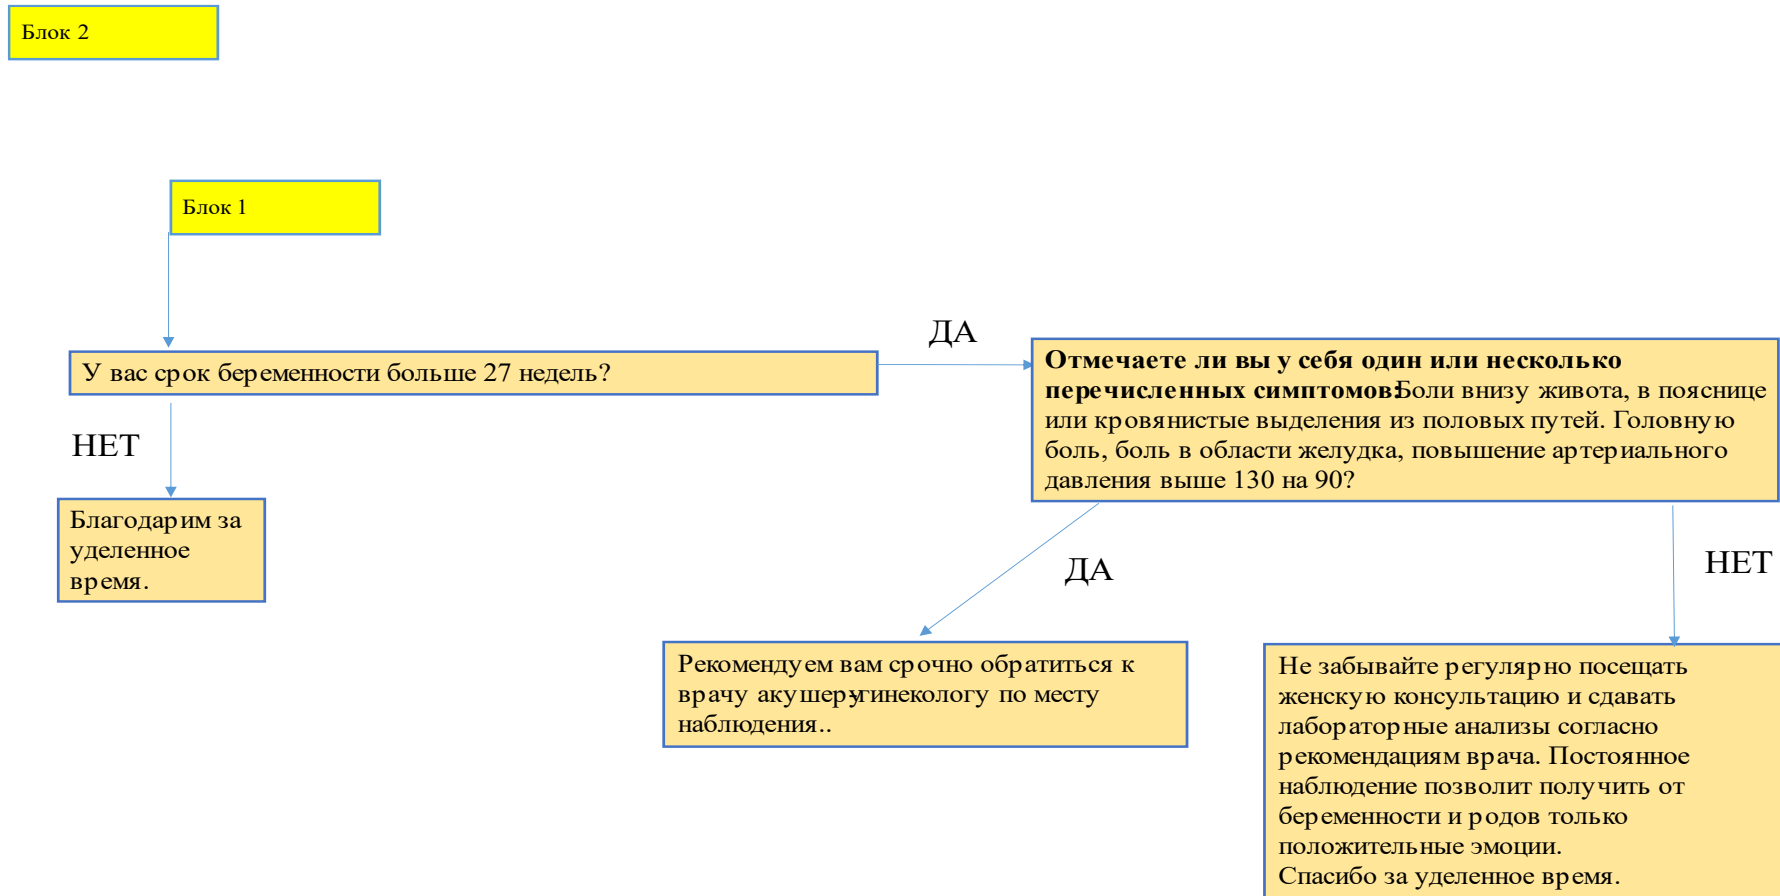 Блок 2
Блок 1
ДА
У вас срок беременности больше 27 недель?
Отмечаете ли вы у себя один или несколько
перечисленных симптомов:Боли внизу живота, в пояснице
или кровянистые выделения из половых путей. Головную
боль, боль в области желудка, повышение артериального
давления выше 130 на 90?
НЕТ
Благодарим за
уделенное
время.
ДА
НЕТ
Рекомендуем вам срочно обратиться к
врачу акушеру-гинекологу по месту
наблюдения..
Не забывайте регулярно посещать
женскую консультацию и сдавать
лабораторные анализы согласно
рекомендациям врача. Постоянное
наблюдение позволит получить от
беременности и родов только
положительные эмоции.
Спасибо за уделенное время.